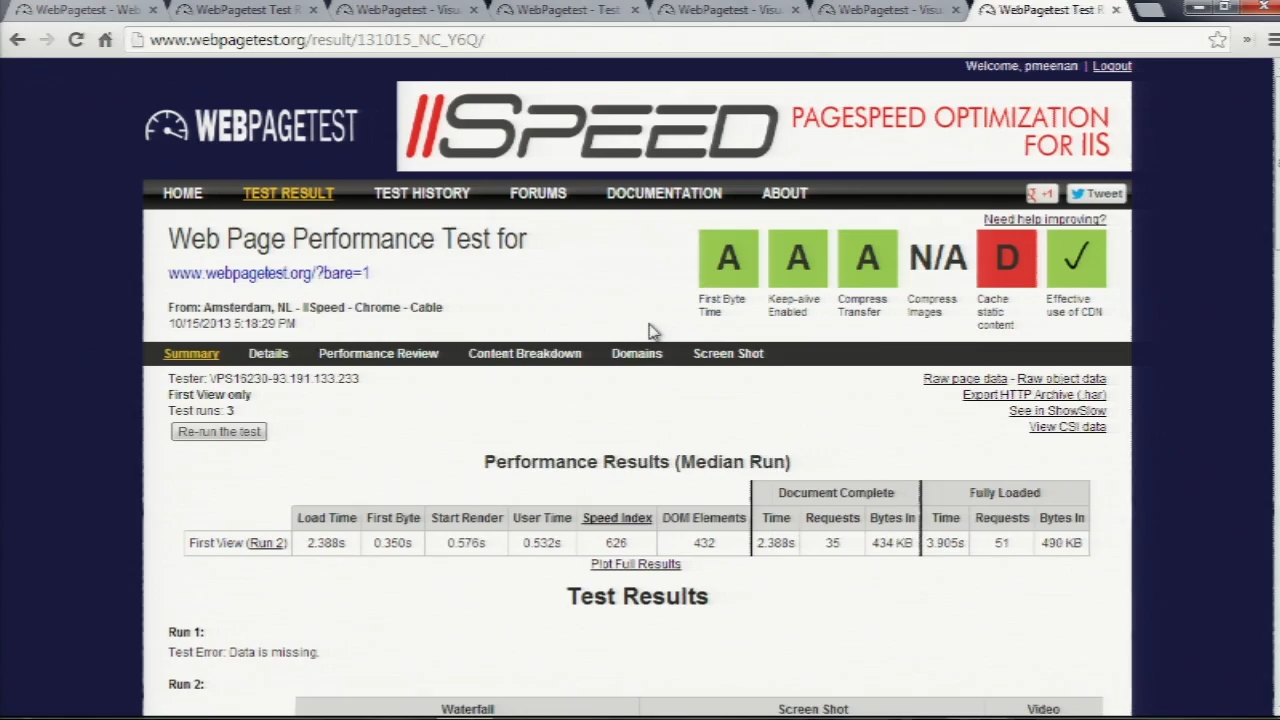 WebPagetest - Web
WebPagetest Test R
WebPagetest - Visu
WebPagetest - Test
WebPagetest - Visu
WebPagetest - Visu
WebPagetest Test R
www.webpagetest.org/result/131015_NC_Y6Q/
Welcome, pmeenan | Logout
WEBPAGETEST
//SPEED
PAGESPEED OPTIMIZATION
FOR IIS
HOME TEST RESULT TEST HISTORY FORUMS DOCUMENTATION ABOUT
+1 Tweet
Need help improving?
Web Page Performance Test for
www.webpagetest.org/?bare=1
From: Amsterdam, NL - IISpeed - Chrome - Cable
10/15/2013 5:18:29 PM
A A A N/A D ✓
First Byte Time
Keep-alive Enabled
Compress Transfer
Compress Images
Cache static content
Effective use of CDN
Summary Details Performance Review Content Breakdown Domains Screen Shot
Tester: VPS16230-93.191.133.233
First View only
Test runs: 3
Re-run the test
Raw page data - Raw object data
Export HTTP Archive (.har)
See in ShowSlow
View CSI data
Performance Results (Median Run)
Document Complete Fully Loaded
Load Time First Byte Start Render User Time Speed Index DOM Elements Time Requests Bytes In Time Requests Bytes In
First View (Run 2) 2.388s 0.350s 0.576s 0.532s 626 432 2.388s 35 434 KB 3.905s 51 490 KB
Plot Full Results
Test Results
Run 1:
Test Error: Data is missing.
Run 2:
Waterfall Screen Shot Video